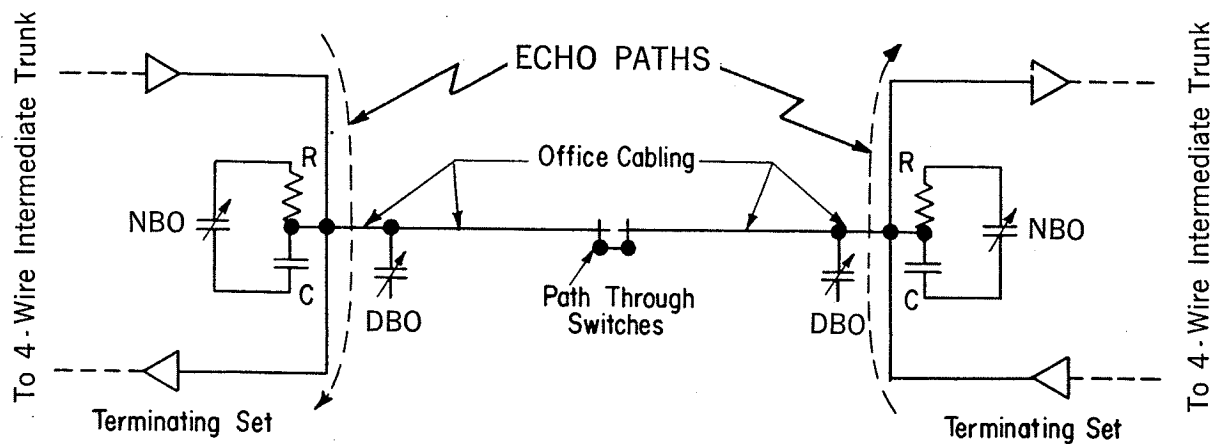 To 4-Wire Intermediate Trunk
ECHO PATHS
To 4-Wire Intermediate Trunk
R
Office Cabling
R
NBO
NBO
C
DBO
Path Through
Switches
DBO
C
Terminating Set
Terminating Set